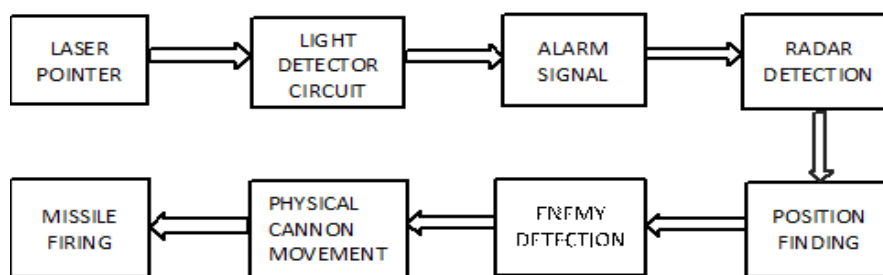 LASER
POINTER
LIGHT
DETECTOR
CIRCUIT
ALARM
SIGNAL
RADAR
DETECTION
POSITION
FINDING
ENEMY
DETECTION
PHYSICAL
CANNON
MOVEMENT
MISSILE
FIRING